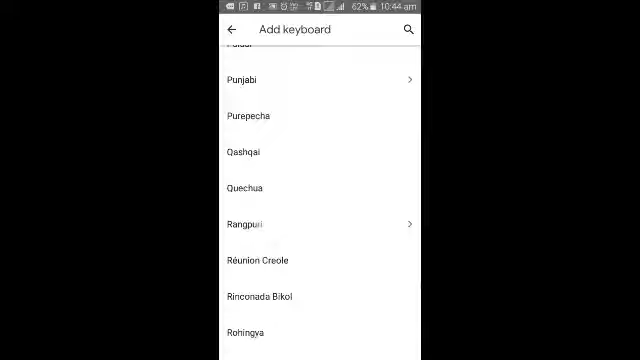 62% 10:44 am
Add keyboard
Punjabi
Purepecha
Qashqai
Quechua
Rangpuri
Réunion Creole
Rinconada Bikol
Rohingya